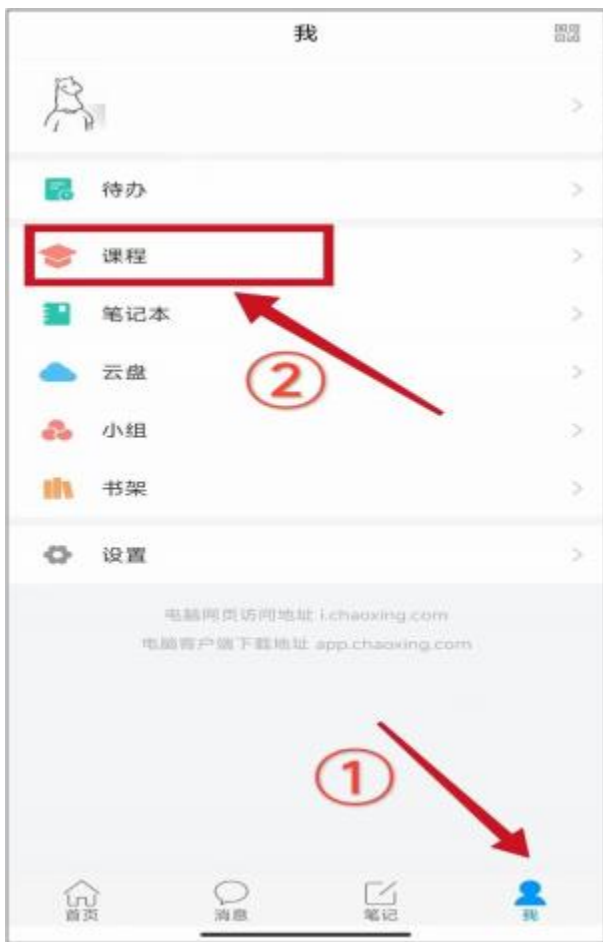 我
待办
课程
笔记本
②
云盘
小组
书架
设置
电脑网页访问地址 i.chaoxing.com
电脑客户端下载地址 app.chaoxing.com
①
首页 消息 笔记 我